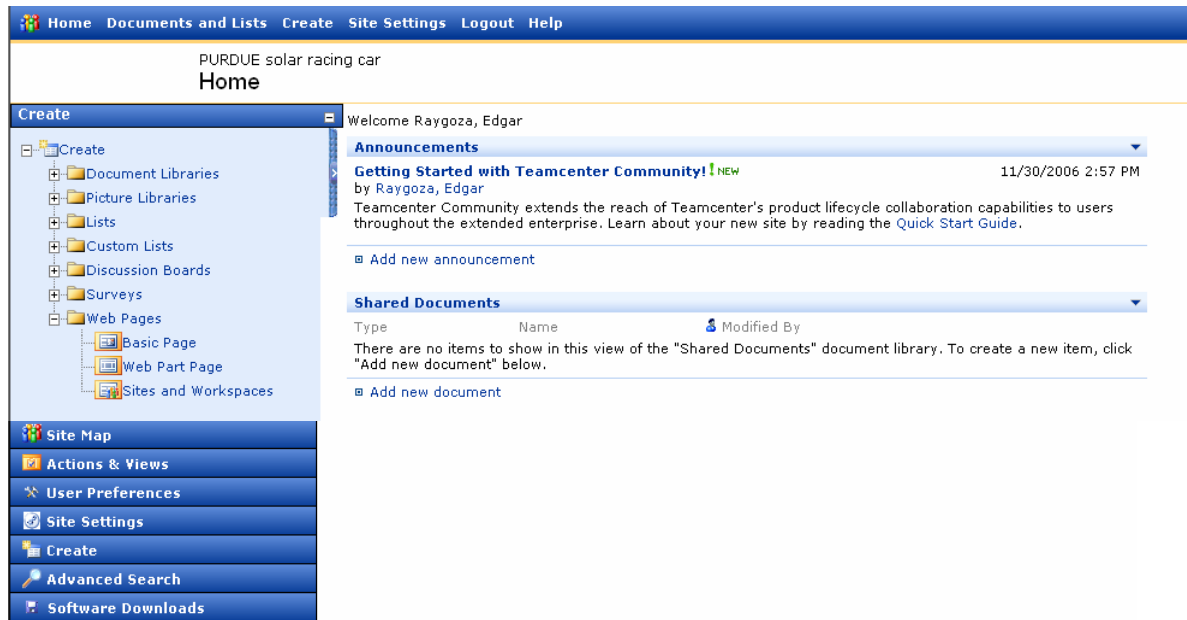 Home Documents and Lists Create Site Settings Logout Help
PURDUE solar racing car
Home
Create
Create
Document Libraries
Picture Libraries
Lists
Custom Lists
Discussion Boards
Surveys
Web Pages
Basic Page
Web Part Page
Sites and Workspaces
Site Map
Actions & Views
User Preferences
Site Settings
Create
Advanced Search
Software Downloads
Welcome Raygoza, Edgar
Announcements
Getting Started with Teamcenter Community! NEW 11/30/2006 2:57 PM
by Raygoza, Edgar
Teamcenter Community extends the reach of Teamcenter's product lifecycle collaboration capabilities to users
throughout the extended enterprise. Learn about your new site by reading the Quick Start Guide.
Add new announcement
Shared Documents
Type Name Modified By
There are no items to show in this view of the "Shared Documents" document library. To create a new item, click
"Add new document" below.
Add new document